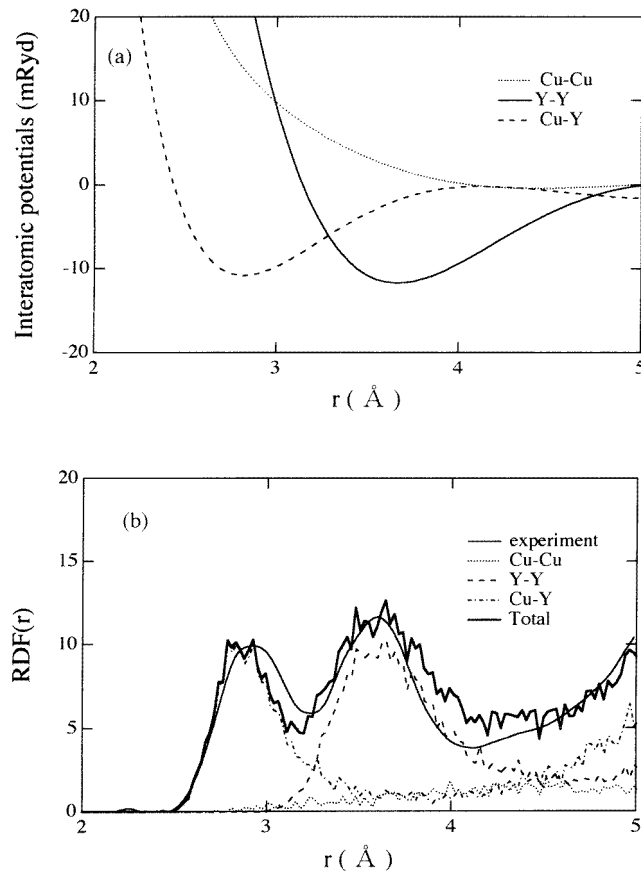 20
10
0
-10
-20
Interatomic potentials (mRyd)
(a)
Cu-Cu
Y-Y
Cu-Y
2
3
4
5
r ( Å )
20
15
10
5
0
RDF(r)
(b)
experiment
Cu-Cu
Y-Y
Cu-Y
Total
2
3
4
5
r ( Å )